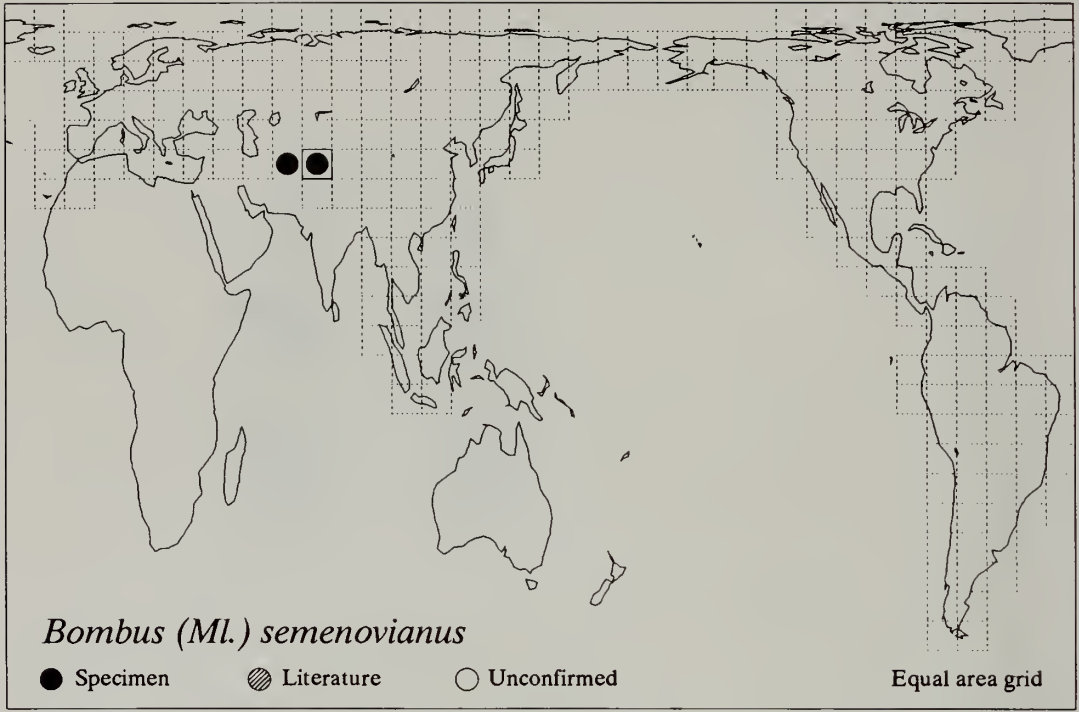 Bombus (Ml.) semenovianus
Specimen Literature Unconfirmed Equal area grid